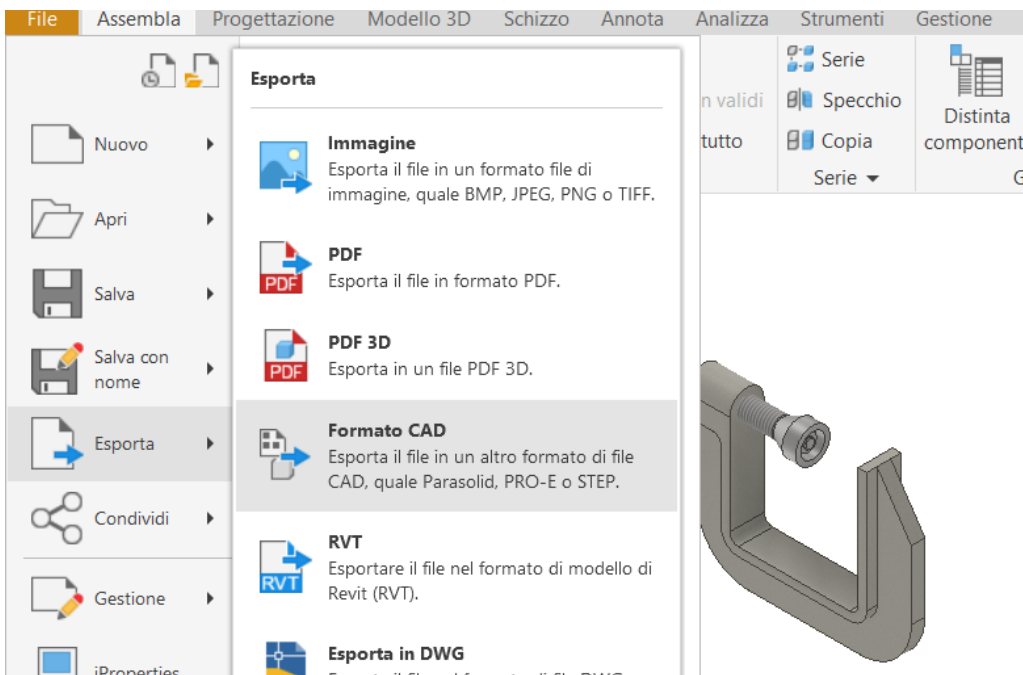 File Assembla Progettazione Modello 3D Schizzo Annota Analizza Strumenti Gestione
Esporta
Nuovo
Apri
Salva
Salva con
nome
Esporta
Condividi
Gestione
iProperties
Immagine
Esporta il file in un formato file di
immagine, quale BMP, JPEG, PNG o TIFF.
PDF
PDF
Esporta il file in formato PDF.
PDF
PDF 3D
Esporta in un file PDF 3D.
Formato CAD
Esporta il file in un altro formato di file
CAD, quale Parasolid, PRO-E o STEP.
RVT
RVT
Esportare il file nel formato di modello di
Revit (RVT).
Esporta in DWG
n validi
tutto
Serie
Specchio
Copia
Serie
Distinta
component
G